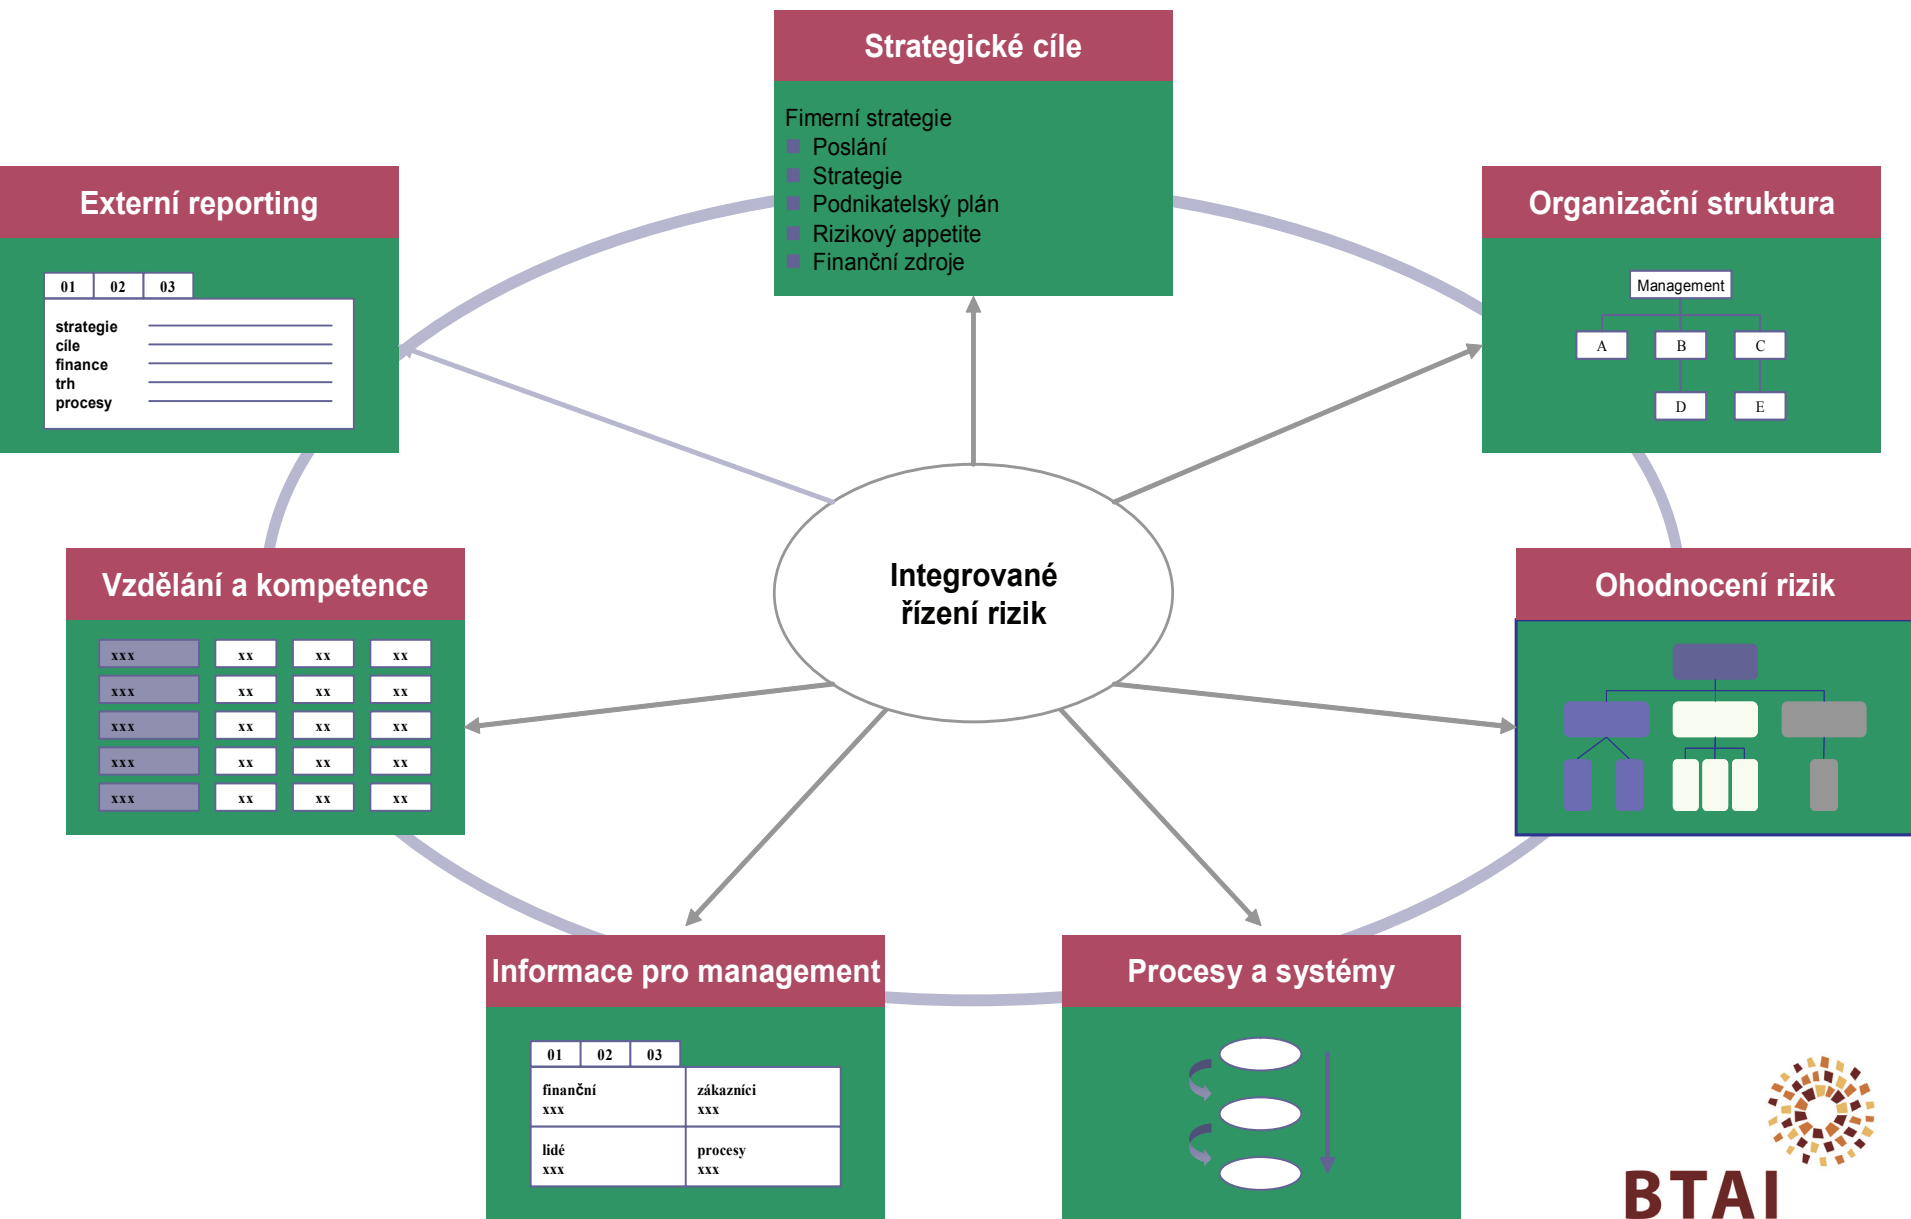 Strategické cíle
Fimerní strategie
Poslání
Strategie
Podnikatelský plán
Rizikový appetite
Finanční zdroje
Externí reporting
01 02 03
strategie
cíle
finance
trh
procesy
Organizační struktura
Management
A B C
D E
Integrované
řízení rizik
Vzdělání a kompetence
xxx xx xx xx
xxx xx xx xx
xxx xx xx xx
xxx xx xx xx
xxx xx xx xx
Ohodnocení rizik
Informace pro management
01 02 03
finanční zákazníci
xxx xxx
lidé procesy
xxx xxx
Procesy a systémy
BTAI